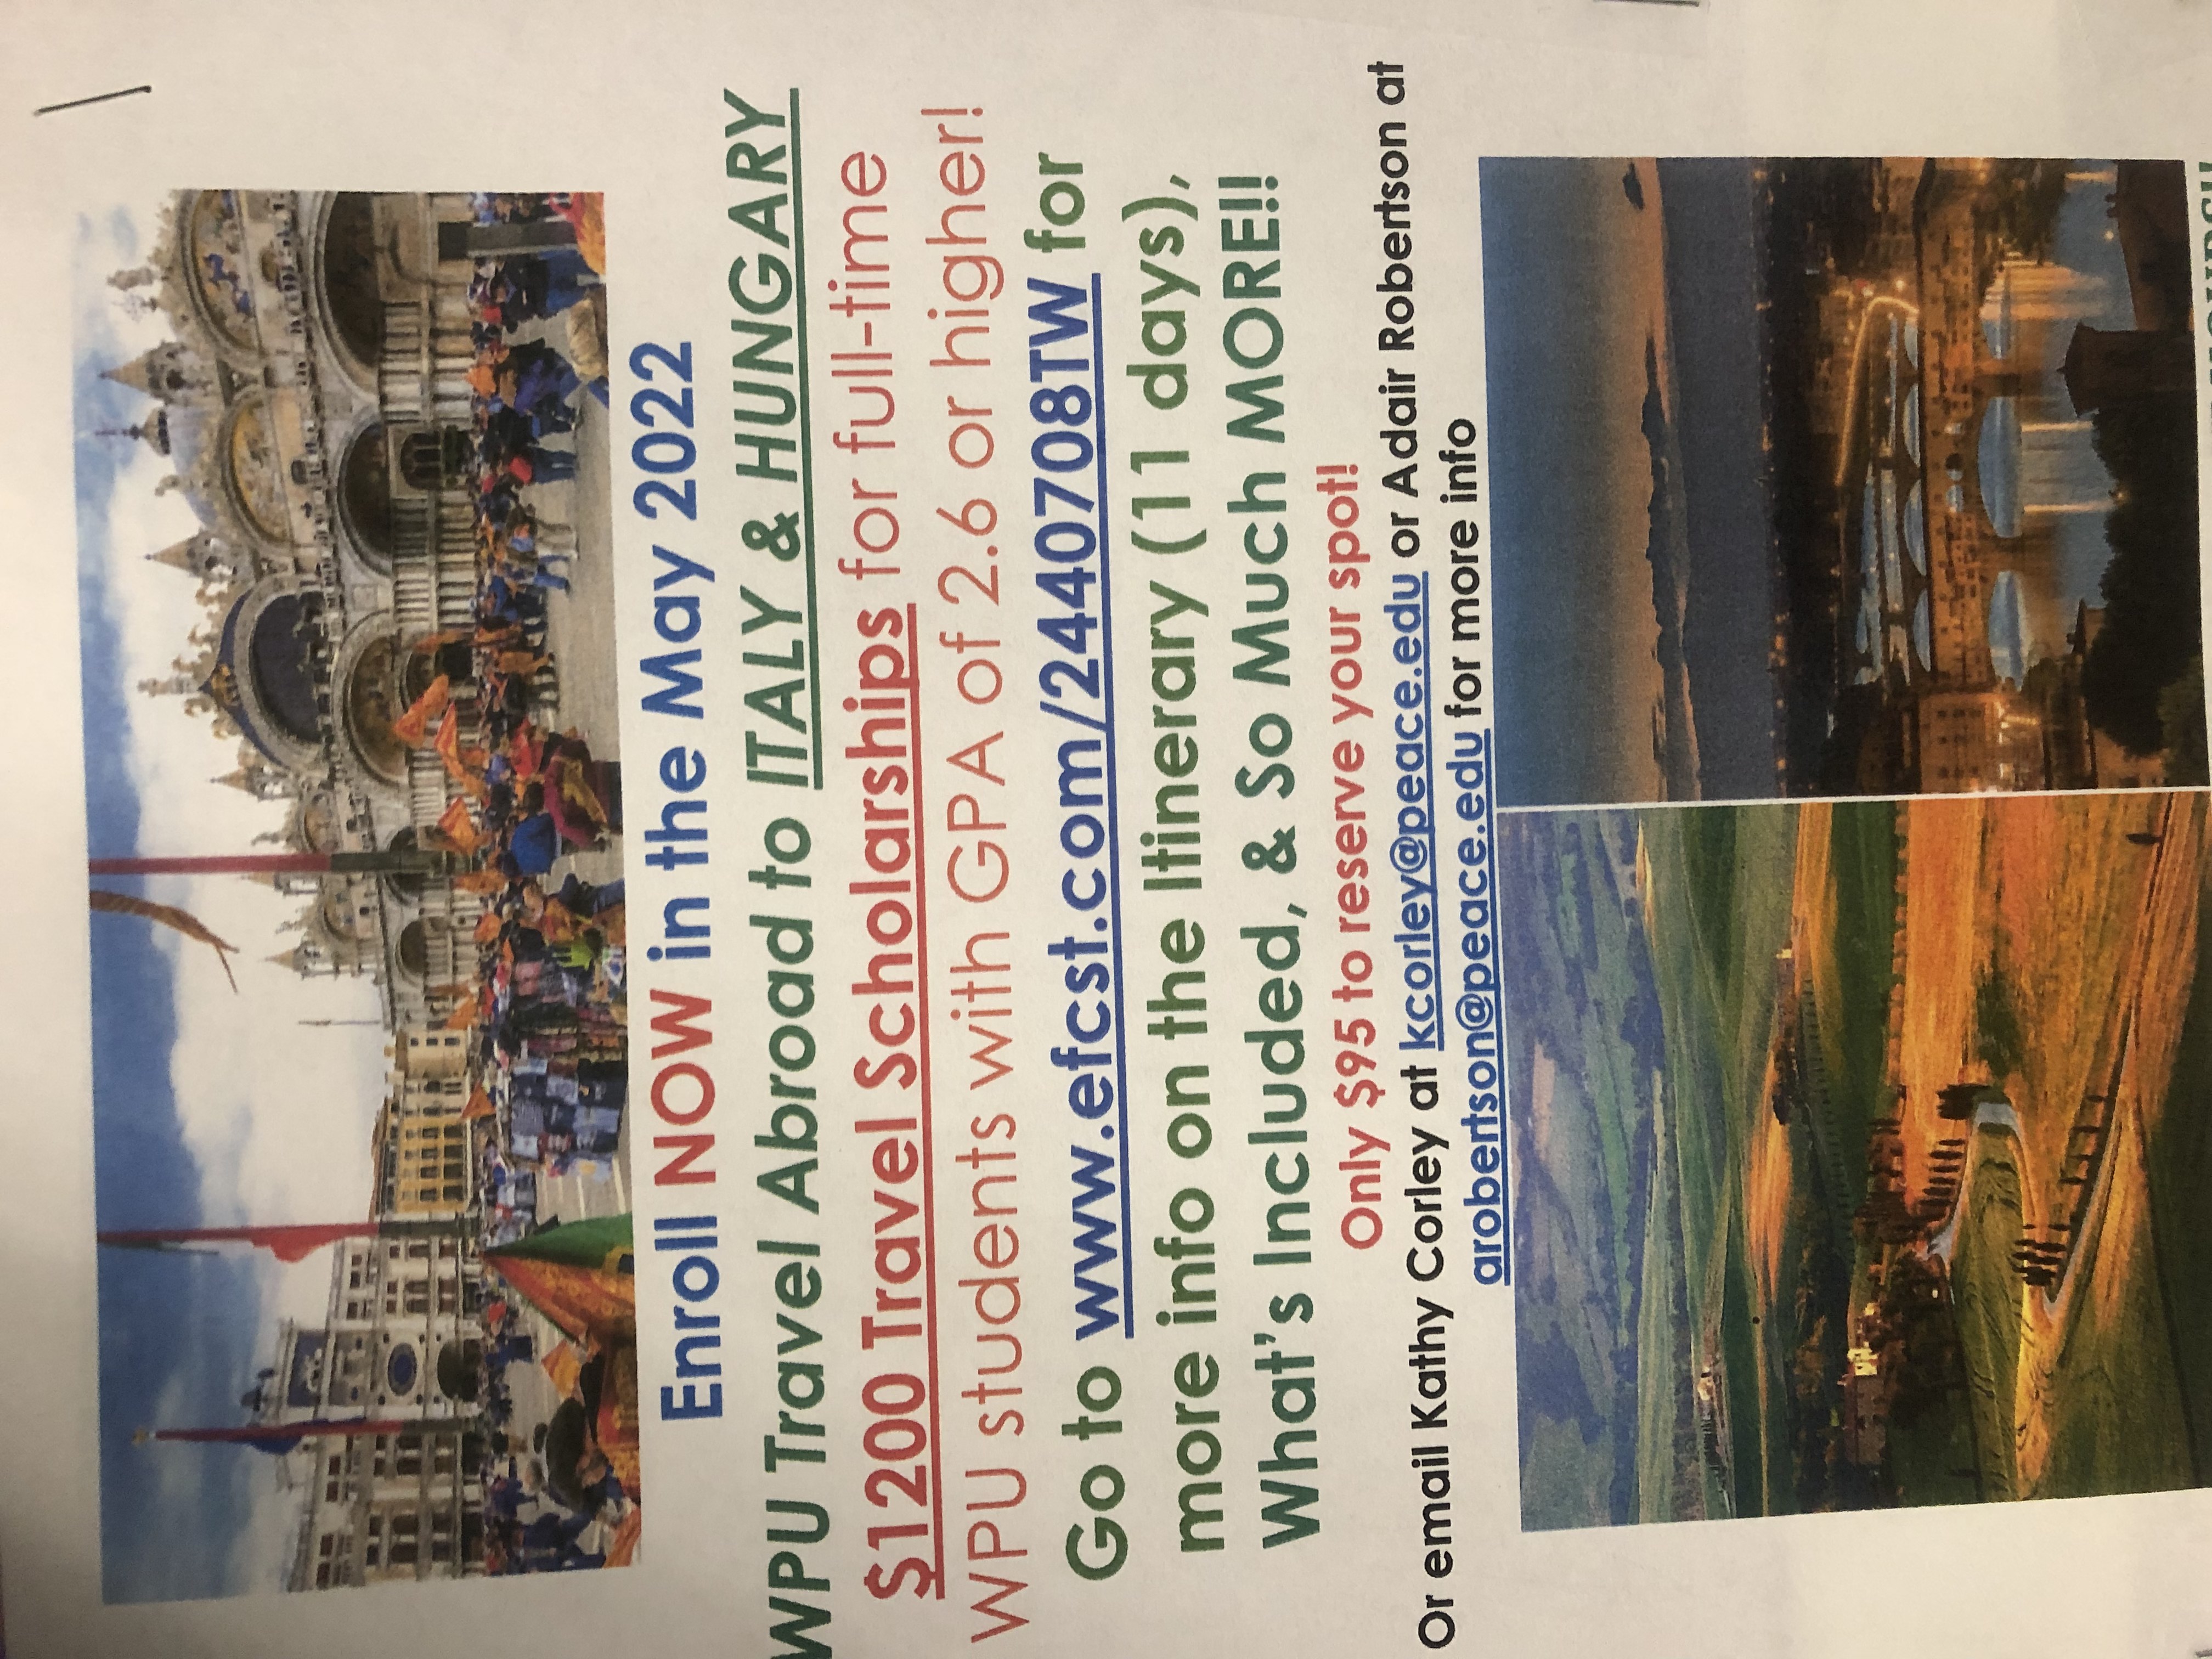 Enroll NOW in the May 2022
WPU Travel Abroad to ITALY & HUNGARY
$1200 Travel Scholarships for full-time
WPU students with GPA of 2.6 or higher!
Go to www.efcst.com/2440708TW for
more info on the Itinerary (11 days),
What's Included, & So Much MORE!!
Only $95 to reserve your spot!
Or email Kathy Corley at kcorley@peace.edu or Adair Robertson at
arobertson@peace.edu for more info